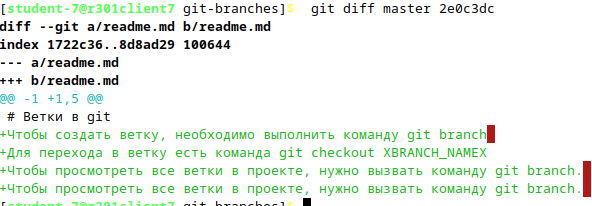 [student-7@r301client7 git-branches]$ git diff master 2e0c3dc
diff --git a/readme.md b/readme.md
index 1722c36..8d8ad29 100644
--- a/readme.md
+++ b/readme.md
@@ -1 +1,5 @@
# Ветки в git
+Чтобы создать ветку, необходимо выполнить команду git branch
+Для перехода в ветку есть команда git checkout XBRANCH_NAMEX
+Чтобы просмотреть все ветки в проекте, нужно вызвать команду git branch.
+Чтобы просмотреть все ветки в проекте, нужно вызвать команду git branch.
[student-7@r301client7 git-branches]$